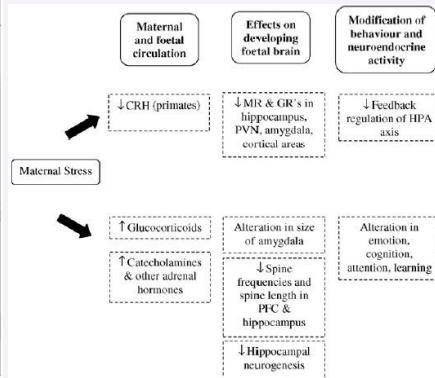 Maternal
and foetal
circulation
Effects on
developing
foetal brain
Modification of
behaviour and
neuroendocrine
activity
↓CRH (primates)
↓MR & GR's in
hippocampus,
PVN, amygdala,
cortical areas
↓Feedback
regulation of HPA
axis
Maternal Stress
↑Glucocorticoids
↑Catecholamines
& other adrenal
hormones
Alteration in size
of amygdala
↓Spine
frequencies and
spine length in
PFC &
hippocampus
↓Hippocampal
neurogenesis
Alteration in
emotion,
cognition,
attention, learning